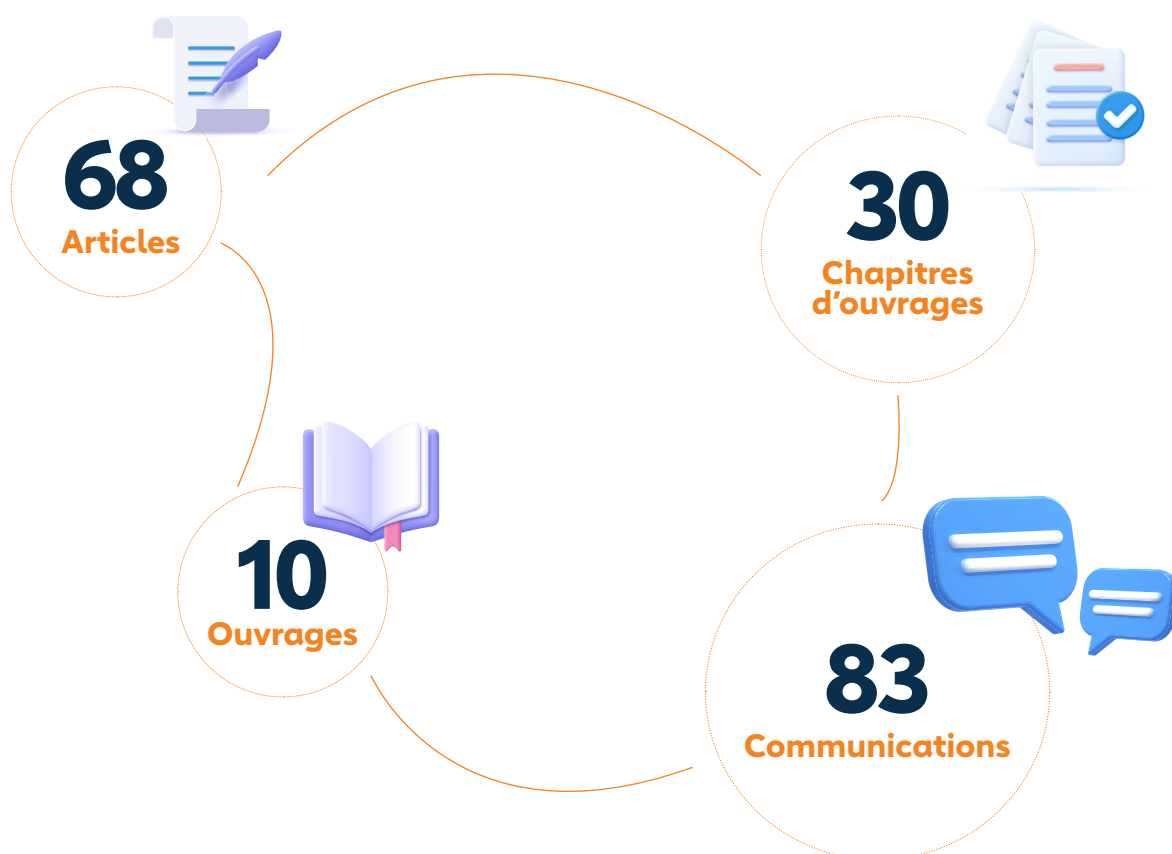 68
Articles
30
Chapitres
d’ouvrages
10
Ouvrages
83
Communications